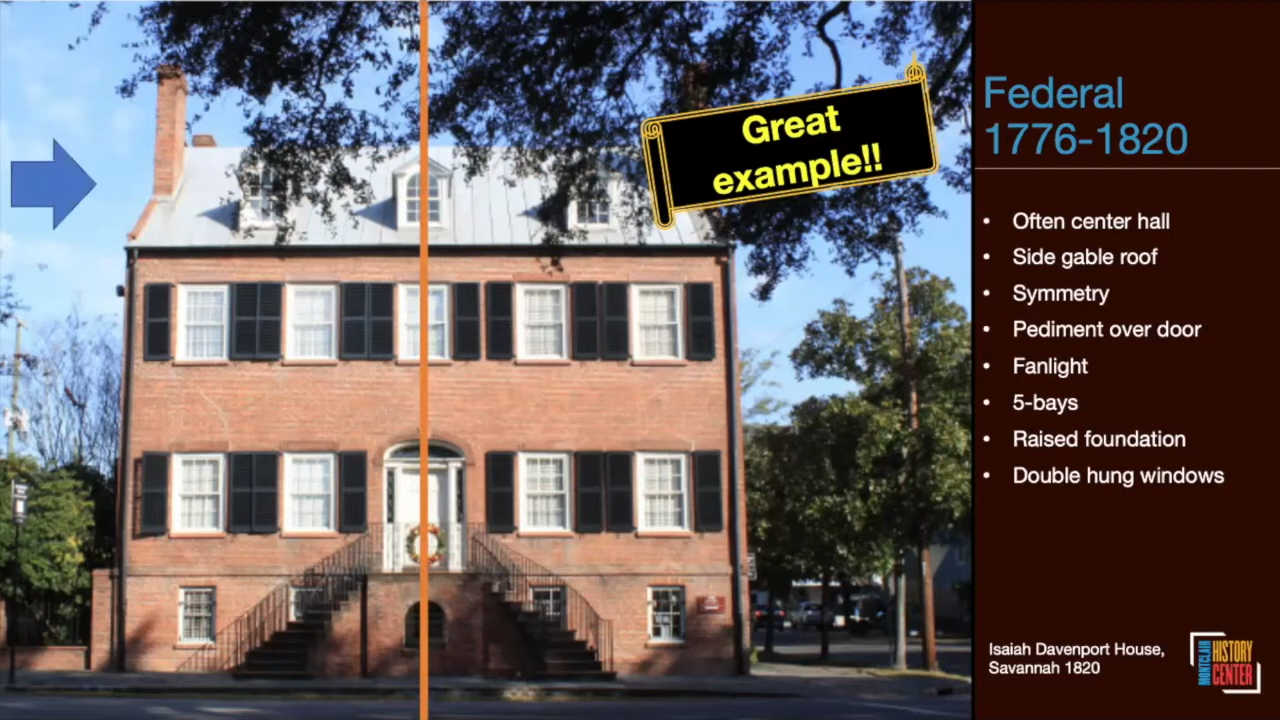 Great
example!!
Federal
1776-1820
• Often center hall
• Side gable roof
• Symmetry
• Pediment over door
• Fanlight
• 5-bays
• Raised foundation
• Double hung windows
Isaiah Davenport House,
Savannah 1820
MONTCLAIR
HISTORY
CENTER